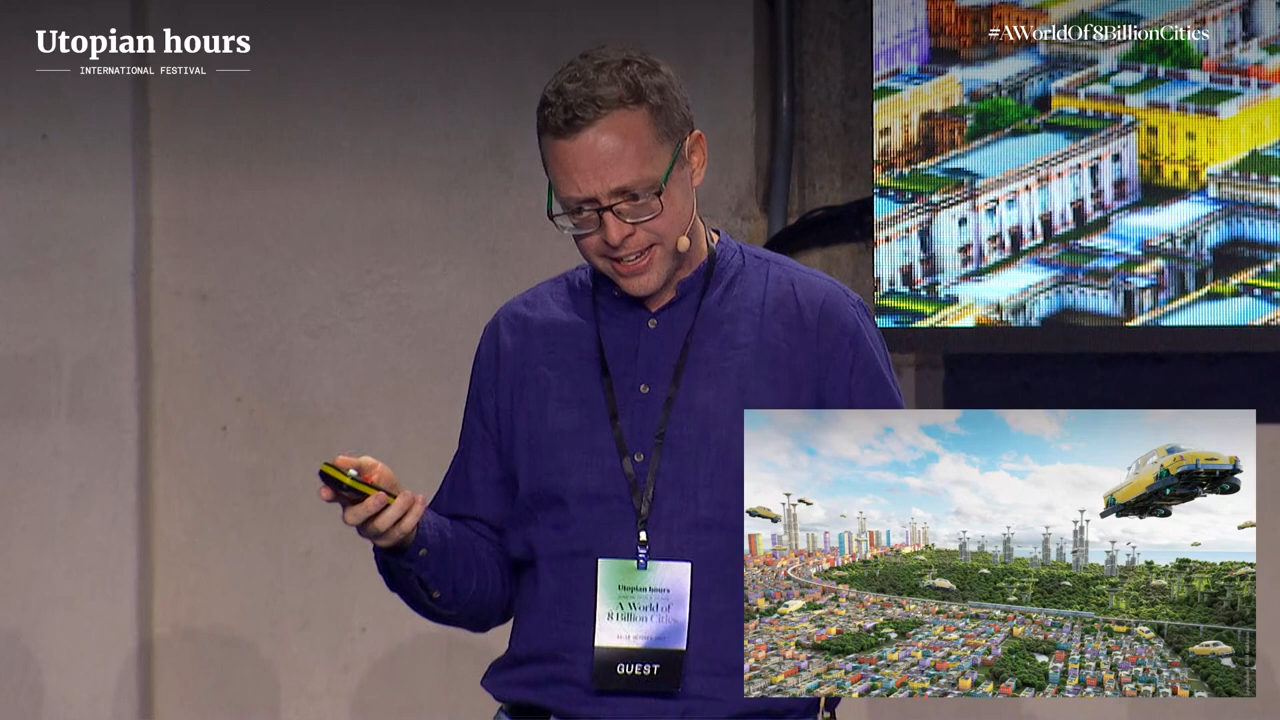 Utopian hours
INTERNATIONAL FESTIVAL
#AWorldOf8BillionCities
Utopian hours
A World of
8 Billion Cities
GUEST